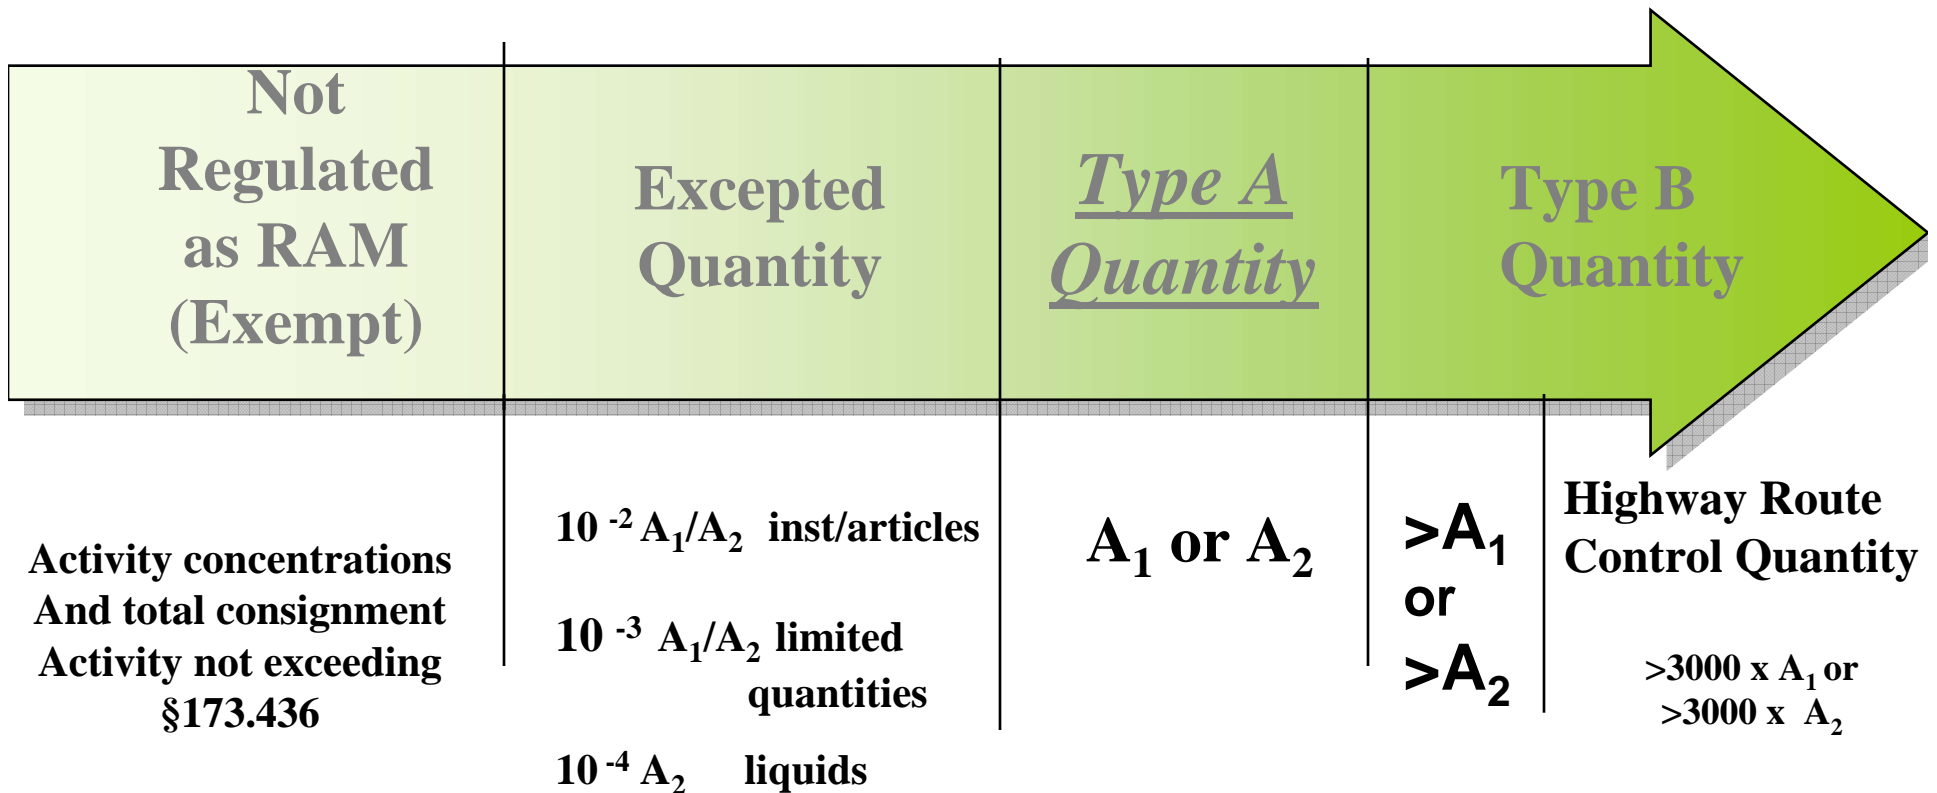 Not
Regulated
as RAM
(Exempt)
Excepted
Quantity
Type A
Quantity
Type B
Quantity
Activity concentrations
And total consignment
Activity not exceeding
§173.436
10 -2 A1/A2 inst/articles
10 -3 A1/A2 limited
quantities
10 -4 A2 liquids
A1 or A2
>A1
or
>A2
Highway Route
Control Quantity
>3000 x A1 or
>3000 x A2